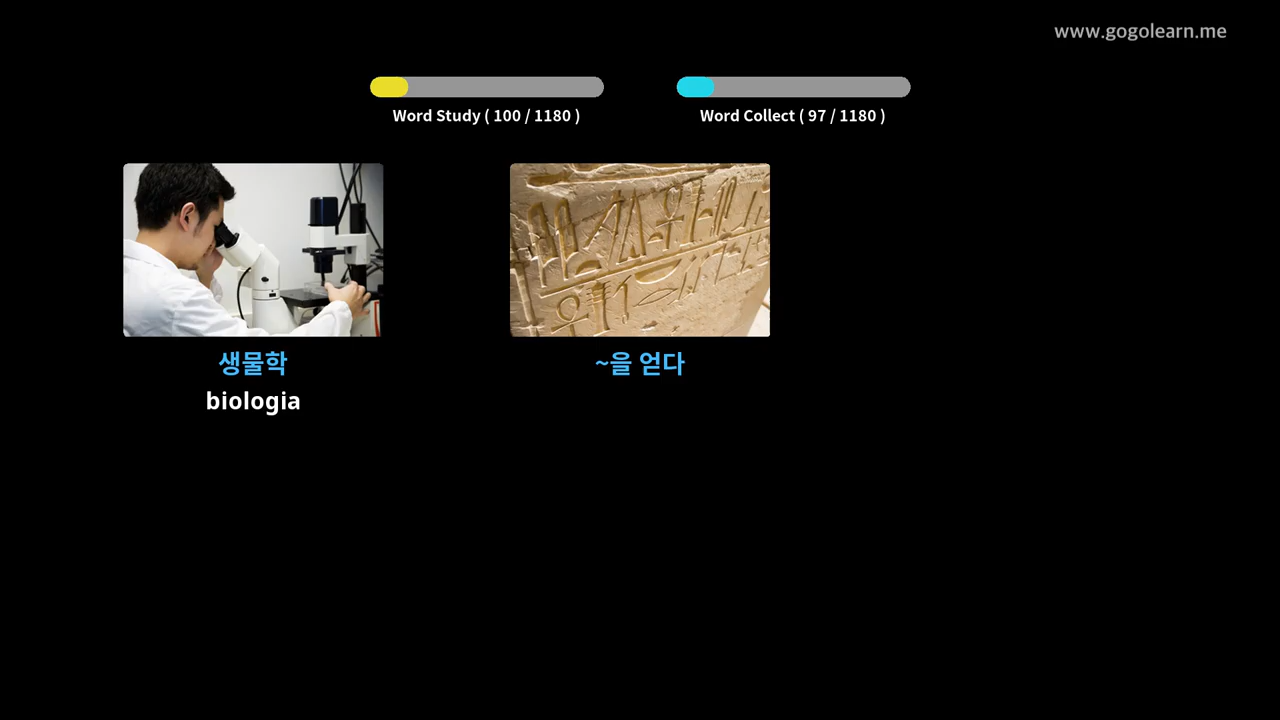 www.gogolearn.me
Word Study ( 100 / 1180 )
Word Collect ( 97 / 1180 )
생물학
biologia
~을 얻다